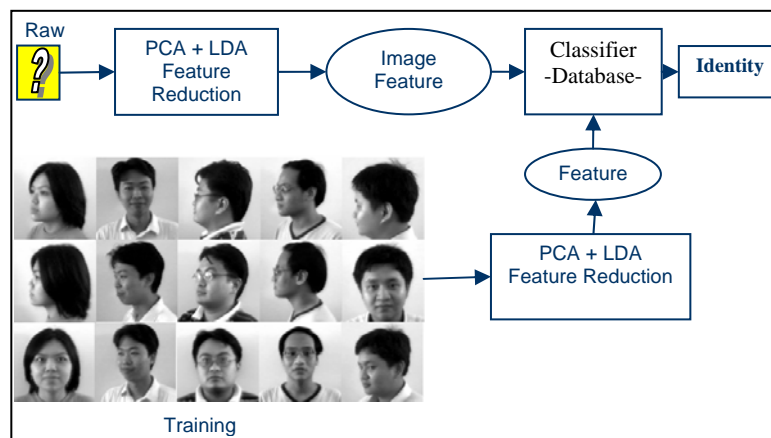 Raw
?
PCA + LDA
Feature
Reduction
Image
Feature
Classifier
-Database-
Identity
Feature
PCA + LDA
Feature Reduction
Training